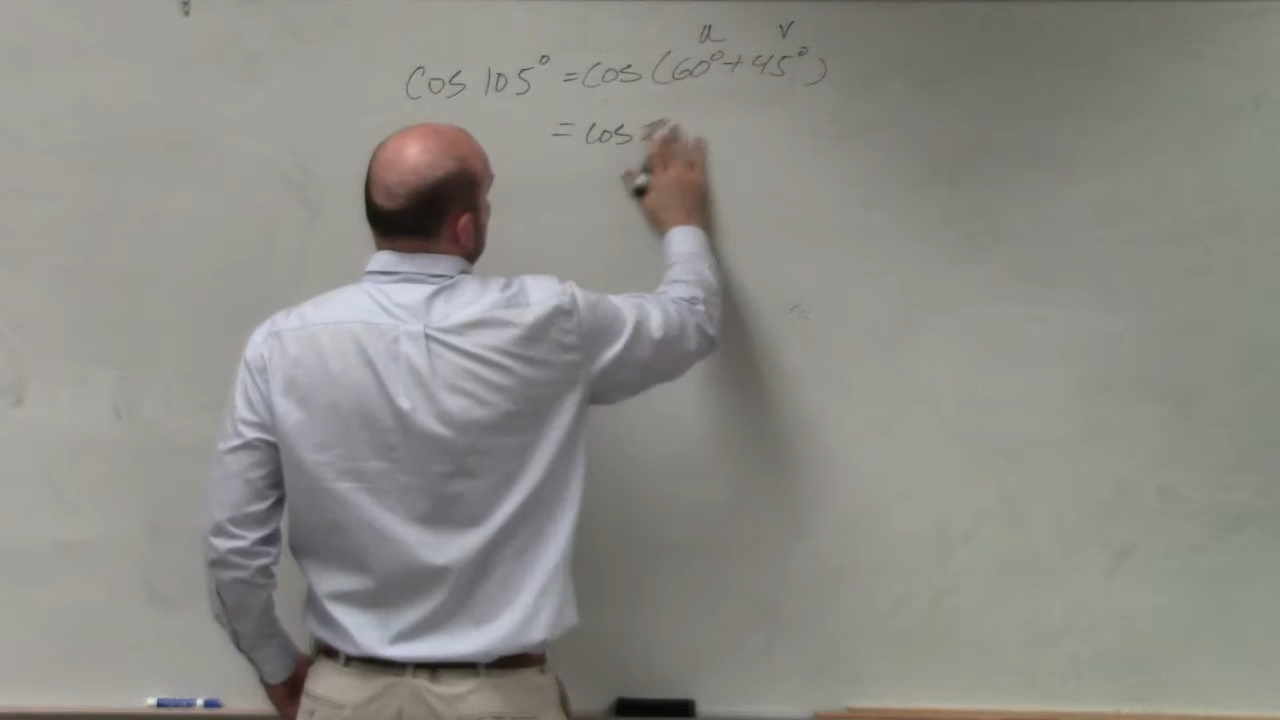 u v
cos 105° = cos (60° + 45°)
= cos